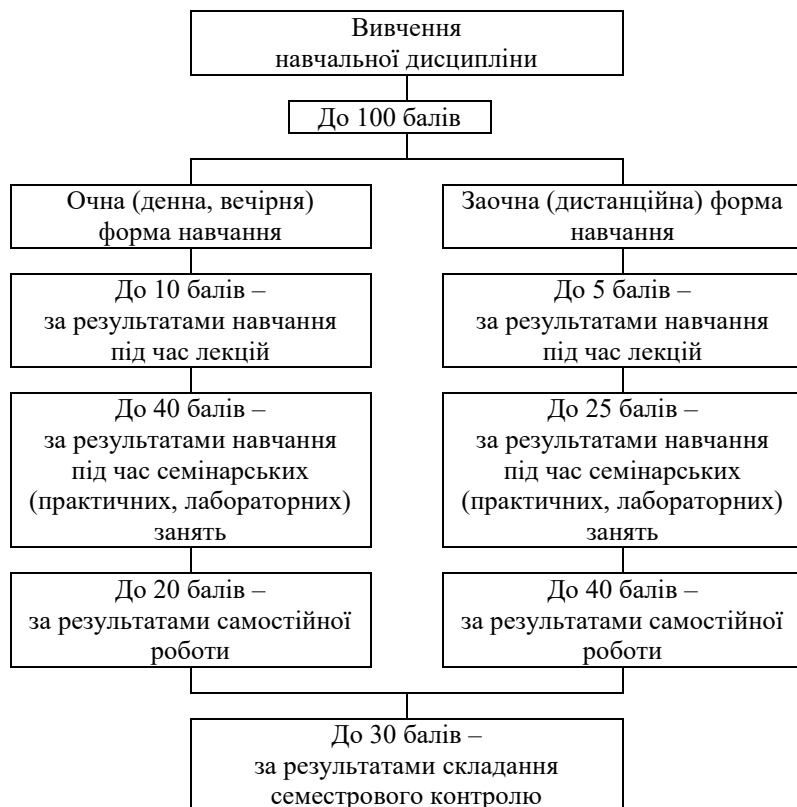 Вивчення
навчальної дисципліни
До 100 балів
Очна (денна, вечірня)
форма навчання
До 10 балів –
за результатами навчання
під час лекцій
До 40 балів –
за результатами навчання
під час семінарських
(практичних, лабораторних)
занять
До 20 балів –
за результатами самостійної
роботи
Заочна (дистанційна) форма
навчання
До 5 балів –
за результатами навчання
під час лекцій
До 25 балів –
за результатами навчання
під час семінарських
(практичних, лабораторних)
занять
До 40 балів –
за результатами самостійної
роботи
До 30 балів –
за результатами складання
семестрового контролю